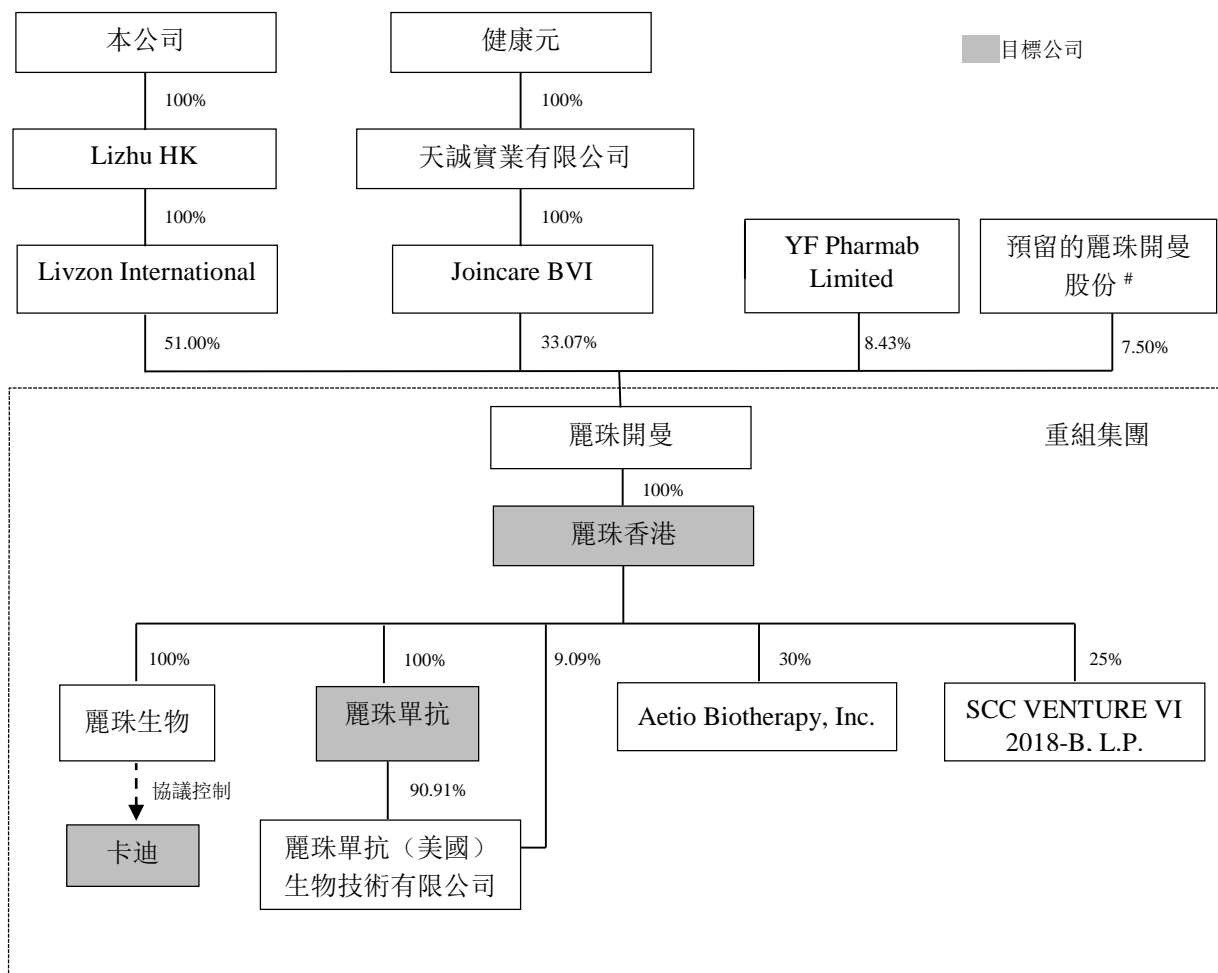 本公司
健康元
目標公司
100%
100%
Lizhu HK
天誠實業有限公司
100%
100%
Livzon International
Joincare BVI
YF Pharmab
Limited
預留的麗珠開曼
股份 #
51.00%
33.07%
8.43%
7.50%
麗珠開曼
重組集團
100%
麗珠香港
100%
100%
9.09%
30%
25%
麗珠生物
麗珠單抗
Aetio Biotherapy, Inc.
SCC VENTURE VI
2018-B, L.P.
協議控制
90.91%
卡迪
麗珠單抗（美國）
生物技術有限公司